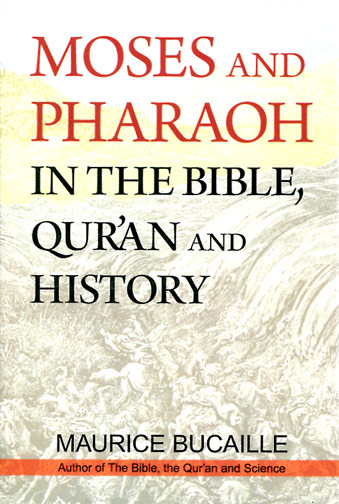 MOSES AND
PHARAOH
IN THE BIBLE,
QUR'AN AND
HISTORY
MAURICE BUCAILLE
Author of The Bible, the Qur'an and Science